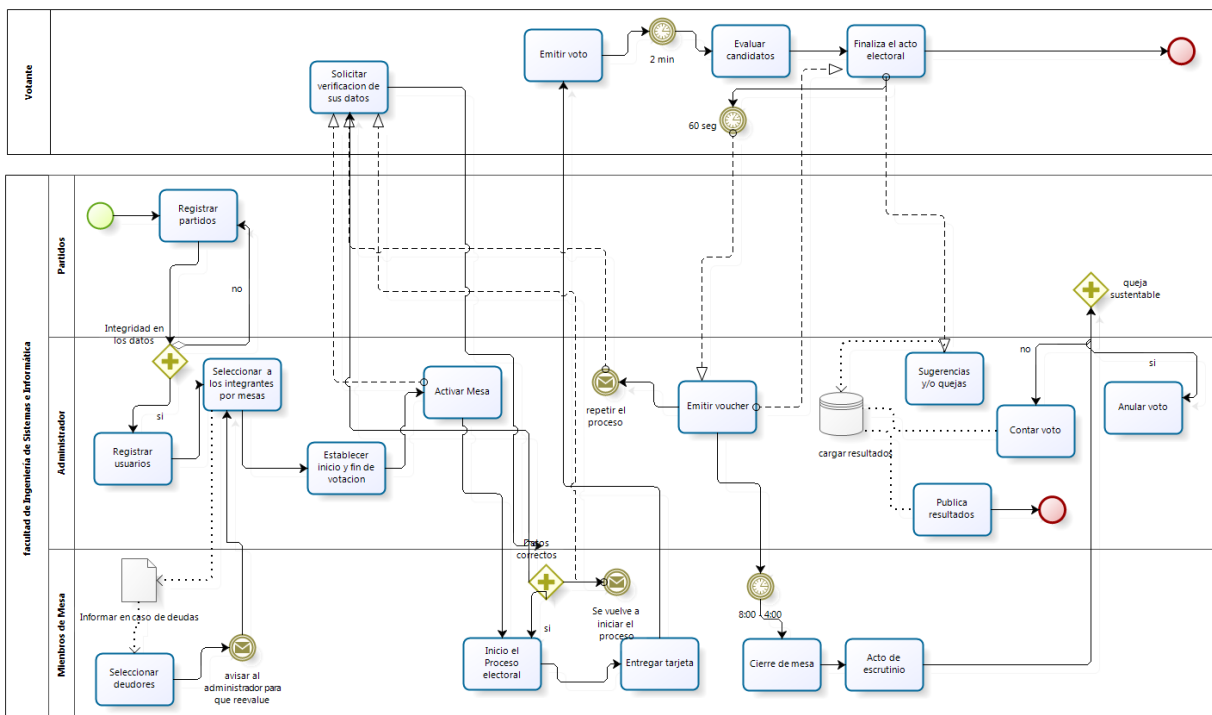 Votante
Emitir voto
2 min
Evaluar
candidatos
Finaliza el acto
electoral
Solicitar
verificacion de
sus datos
60 seg
facultad de Ingeniería de Sistemas e Informática
Partidos
Registrar
partidos
no
Integridad en
los datos
queja
sustentable
Administrador
Seleccionar a
los integrantes
por mesas
si
Registrar
usuarios
Establecer
inicio y fin de
votacion
Activar Mesa
repetir el
proceso
Emitir voucher
cargar resultados
Sugerencias
y/o quejas
no
si
Contar voto
Anular voto
Publica
resultados
Mienbros de Mesa
Informar en caso de deudas
Seleccionar
deudores
avisar al
administrador para
que reevalue
Datos
correctos
si
Se vuelve a
iniciar el
proceso
Inicio el
Proceso
electoral
Entregar tarjeta
8:00 - 4:00
Cierre de mesa
Acto de
escrutinio